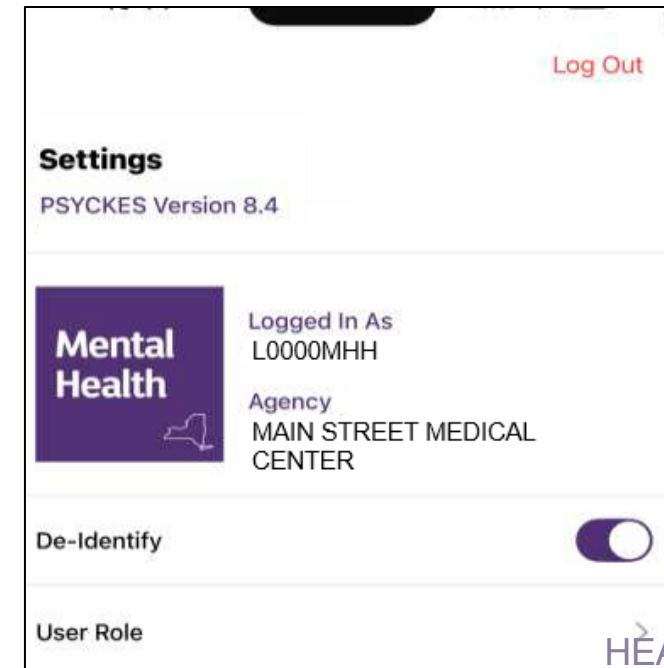 Log Out
Settings
PSYCKES Version 8.4
Mental
Health
Logged In As
L0000MHH
Agency
MAIN STREET MEDICAL
CENTER
De-Identify
User Role